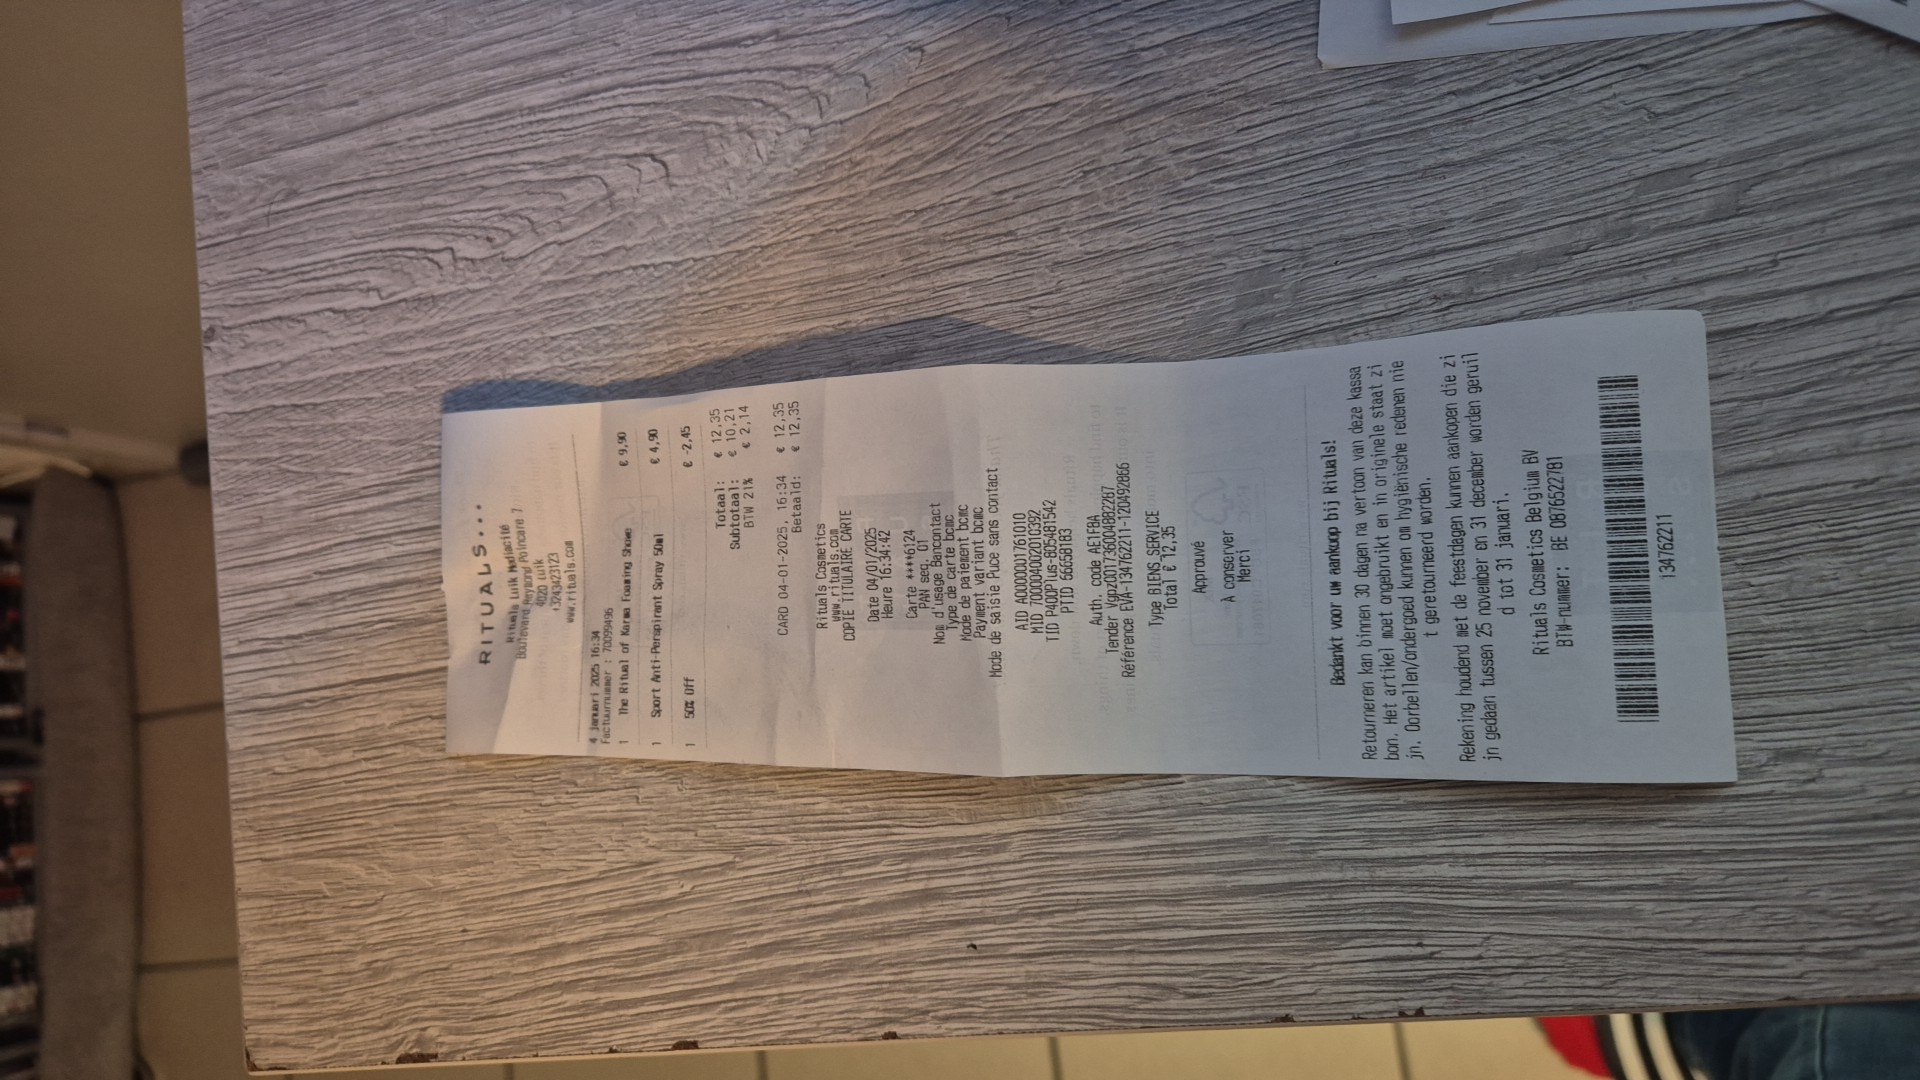 RITUALS...
Rituals Luik Mediacité
Boulevard Raymond Poincaré 7
4020 Luik
+3243423123
www.rituals.com
4 januari 2025 16:34
Factuurnummer : 70099496
1 The Ritual of Karma Foaming Showe € 9,90
1 Sport Anti-Perspirant Spray 50ml € 4,90
1 50% Off € -2,45
Totaal: € 12,35
Subtotaal: € 10,21
BTW 21% € 2,14
CARD 04-01-2025, 16:34 € 12,35
Betaald: € 12,35
Rituals Cosmetics
www.rituals.com
COPIE TITULAIRE CARTE
Date 04/01/2025
Heure 16:34:42
Carte ****6124
PAN seq. 01
Nom d'usage Bancontact
Type de carte bcmc
Mode de paiement bcmc
Payment variant bcmc
Mode de saisie Puce sans contact
AID A0000001761010
MID 700004002010392
TID P400Plus-805481542
PTID 56658183
Auth. code AETFBA
Tender Vgpz001736004882267
Référence EVA-134762211-120492866
Type BIENS_SERVICE
Total € 12,35
Approuvé
A conserver
Merci
Bedankt voor uw aankoop bij Rituals!
Retourneren kan binnen 30 dagen na vertoon van deze kassa
bon. Het artikel moet ongebruikt en in originele staat zi
jn. Oorbellen/ondergoed kunnen om hygiënische redenen nie
t geretourneerd worden.
Rekening houdend met de feestdagen kunnen aankopen die zi
jn gedaan tussen 25 november en 31 december worden geruil
d tot 31 januari.
Rituals Cosmetics Belgium BV
BTW-nummer: BE 0876522781
134762211